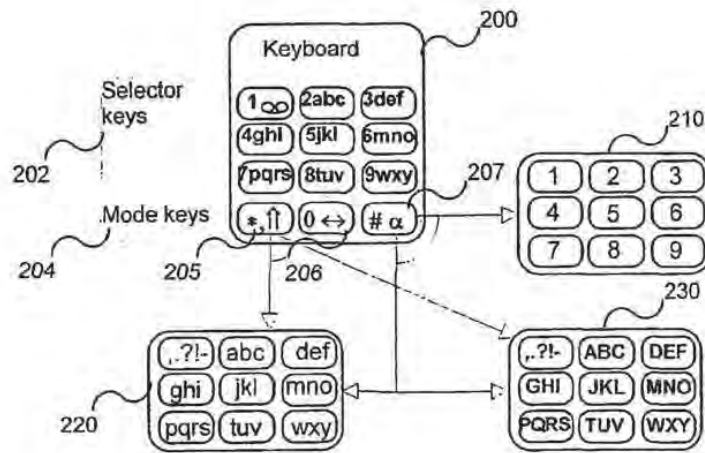 200
Keyboard
Selector
keys
1 2abc 3def
4ghi 5jkl 6mno
7pqrs 8tuv 9wxy
202
207
210
1 2 3
4 5 6
7 8 9
Mode keys
*,⇑ 0 ↔ # α
204
205
206
230
,.?!- abc def
ghi jkl mno
pqrs tuv wxy
220
,.?!- ABC DEF
GHI JKL MNO
PQRS TUV WXY